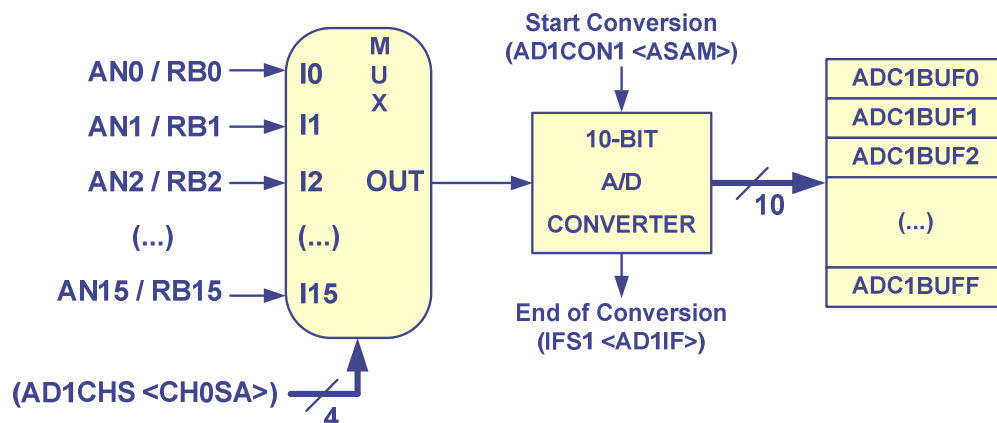 AN0 / RB0
AN1 / RB1
AN2 / RB2
(...)
AN15 / RB15
I0
I1
I2
(...)
I15
M
U
X
OUT
(AD1CHS <CH0SA>)
4
Start Conversion
(AD1CON1 <ASAM>)
10-BIT
A/D
CONVERTER
End of Conversion
(IFS1 <AD1IF>)
10
ADC1BUF0
ADC1BUF1
ADC1BUF2
(...)
ADC1BUFF